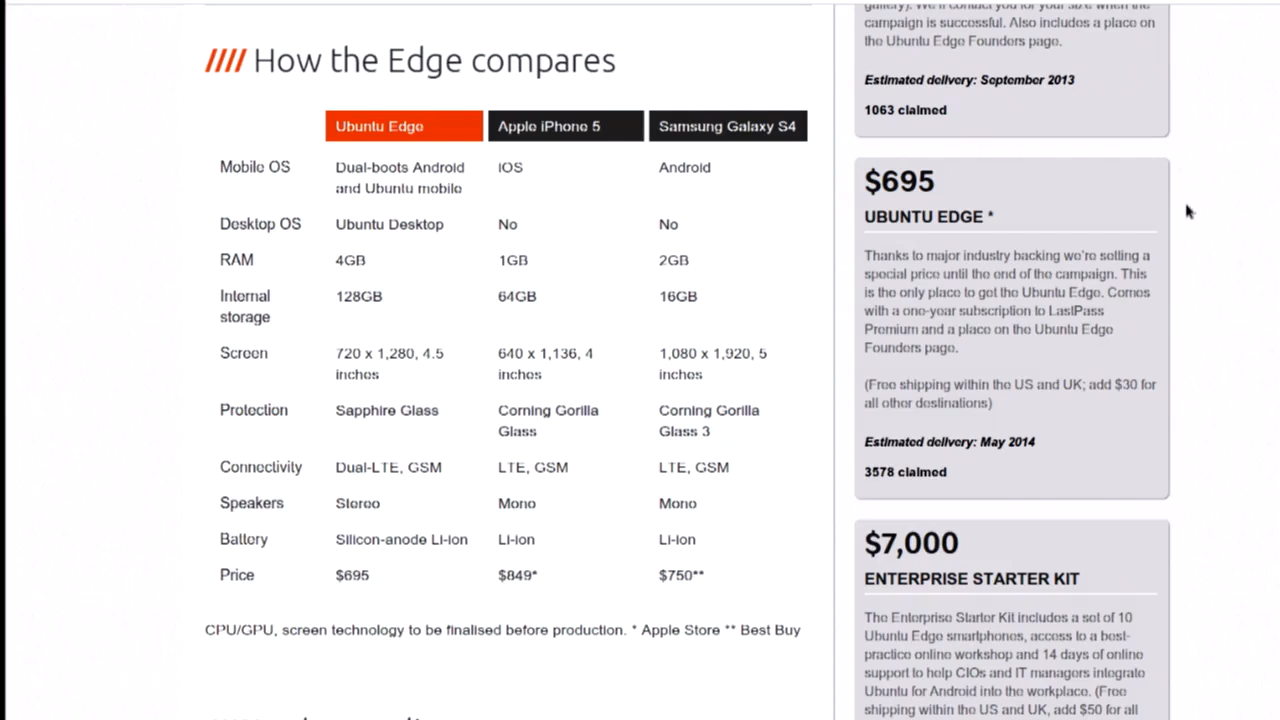 //// How the Edge compares
Ubuntu Edge Apple iPhone 5 Samsung Galaxy S4
Mobile OS Dual-boots Android iOS Android
and Ubuntu mobile
Desktop OS Ubuntu Desktop No No
RAM 4GB 1GB 2GB
Internal 128GB 64GB 16GB
storage
Screen 720 x 1,280, 4.5 640 x 1,136, 4 1,080 x 1,920, 5
inches inches inches
Protection Sapphire Glass Corning Gorilla Corning Gorilla
Glass Glass 3
Connectivity Dual-LTE, GSM LTE, GSM LTE, GSM
Speakers Stereo Mono Mono
Battery Silicon-anode Li-ion Li-ion Li-ion
Price $695 $849* $750**
CPU/GPU, screen technology to be finalised before production. * Apple Store ** Best Buy
gallery). We'll contact you for your size when the
campaign is successful. Also includes a place on
the Ubuntu Edge Founders page.
Estimated delivery: September 2013
1063 claimed
$695
UBUNTU EDGE *
Thanks to major industry backing we're setting a
special price until the end of the campaign. This
is the only place to get the Ubuntu Edge. Comes
with a one-year subscription to LastPass
Premium and a place on the Ubuntu Edge
Founders page.
(Free shipping within the US and UK; add $30 for
all other destinations)
Estimated delivery: May 2014
3578 claimed
$7,000
ENTERPRISE STARTER KIT
The Enterprise Starter Kit includes a set of 10
Ubuntu Edge smartphones, access to a best-
practice online workshop and 14 days of online
support to help CIOs and IT managers integrate
Ubuntu for Android into the workplace. (Free
shipping within the US and UK, add $50 for all